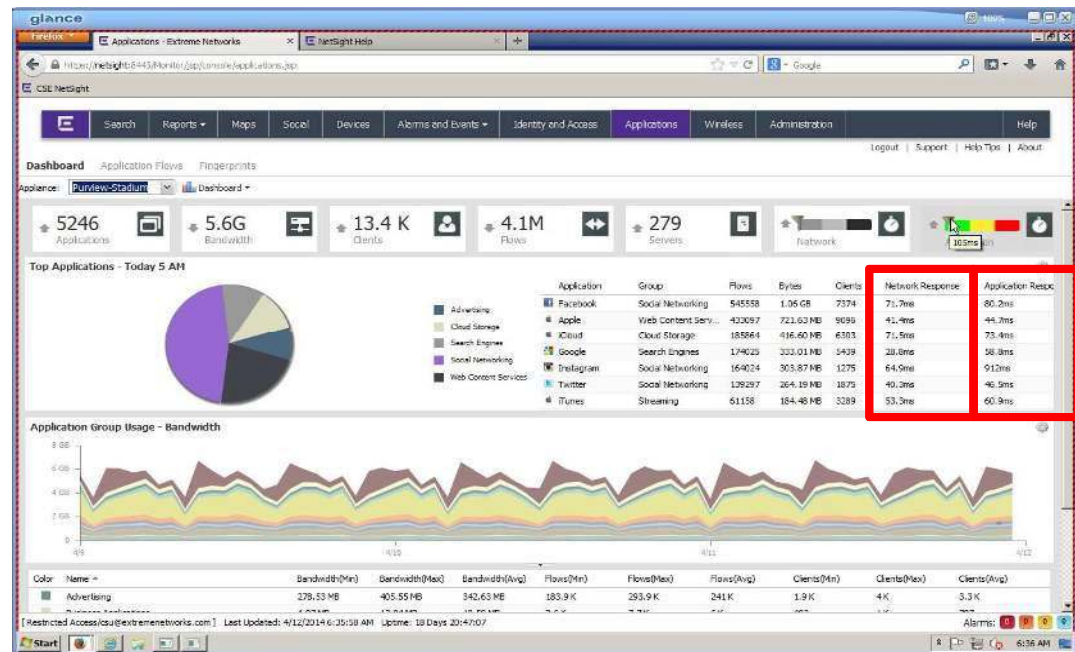 glance
100%
Firefox
Applications - Extreme Networks
NetSight Help
https://netsight:8443/Monitor/jsp/console/applications.jsp
Google
CSE NetSight
Search Reports Maps Social Devices Alarms and Events Identity and Access Applications Wireless Administration Help
Logout | Support | Help Tips | About
Dashboard Application Flows Fingerprints
Appliance: Purview-Stadium Dashboard
5246 Applications
5.6G Bandwidth
13.4 K Clients
4.1M Flows
279 Servers
Network
105ms
Top Applications - Today 5 AM
Advertising
Cloud Storage
Search Engines
Social Networking
Web Content Services
Application Group Flows Bytes Clients Network Response Application Respo
Facebook Social Networking 545558 1.06 GB 7374 71.7ms 80.2ms
Apple Web Content Serv... 433097 721.63 MB 9096 41.4ms 44.7ms
iCloud Cloud Storage 185864 416.60 MB 6303 71.5ms 73.4ms
Google Search Engines 174025 333.01 MB 5439 28.8ms 58.8ms
Instagram Social Networking 164024 303.87 MB 1275 64.9ms 912ms
Twitter Social Networking 139297 264.19 MB 1875 40.3ms 46.5ms
iTunes Streaming 61158 184.48 MB 3289 53.3ms 60.9ms
Application Group Usage - Bandwidth
8 GB
6 GB
4 GB
2 GB
0
4/9 4/10 4/11 4/12
Color Name Bandwidth(Min) Bandwidth(Max) Bandwidth(Avg) Flows(Min) Flows(Max) Flows(Avg) Clients(Min) Clients(Max) Clients(Avg)
Advertising 278.53 MB 405.55 MB 342.63 MB 183.9 K 293.9 K 241 K 1.9 K 4 K 3.3 K
[Restricted Access/csu@extremenetworks.com] Last Updated: 4/12/2014 6:35:58 AM Uptime: 18 Days 20:47:07 Alarms: 0 0 0 0
Start 6:36 AM